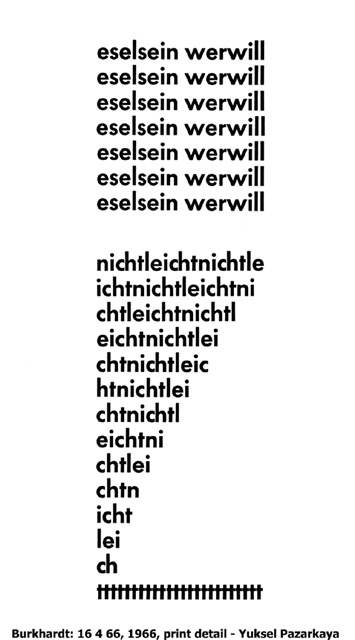 eselsein werwill
eselsein werwill
eselsein werwill
eselsein werwill
eselsein werwill
eselsein werwill
eselsein werwill
nichtleichtnichtle
ichtnichtleichtni
chtleichtnichtl
eichtnichtlei
chtnichtleic
htnichtlei
chtnichtl
eichtni
chtlei
chtn
icht
lei
ch
tttttttttttttttttttttttt
Burkhardt: 16 4 66, 1966, print detail - Yuksel Pazarkaya